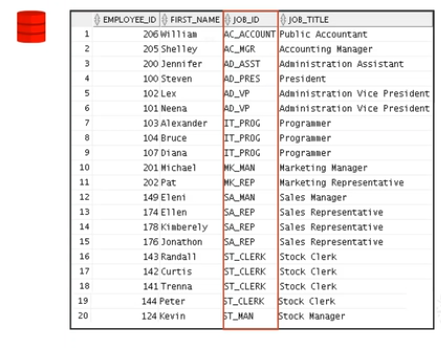 EMPLOYEE_ID FIRST_NAME JOB_ID JOB_TITLE
1 206 William AC_ACCOUNT Public Accountant
2 205 Shelley AC_MGR Accounting Manager
3 200 Jennifer AD_ASST Administration Assistant
4 100 Steven AD_PRES President
5 102 Lex AD_VP Administration Vice President
6 101 Neena AD_VP Administration Vice President
7 103 Alexander IT_PROG Programmer
8 104 Bruce IT_PROG Programmer
9 107 Diana IT_PROG Programmer
10 201 Michael MK_MAN Marketing Manager
11 202 Pat MK_REP Marketing Representative
12 149 Eleni SA_MAN Sales Manager
13 174 Ellen SA_REP Sales Representative
14 178 Kimberely SA_REP Sales Representative
15 176 Jonathon SA_REP Sales Representative
16 143 Randall ST_CLERK Stock Clerk
17 142 Curtis ST_CLERK Stock Clerk
18 141 Trenna ST_CLERK Stock Clerk
19 144 Peter ST_CLERK Stock Clerk
20 124 Kevin ST_MAN Stock Manager